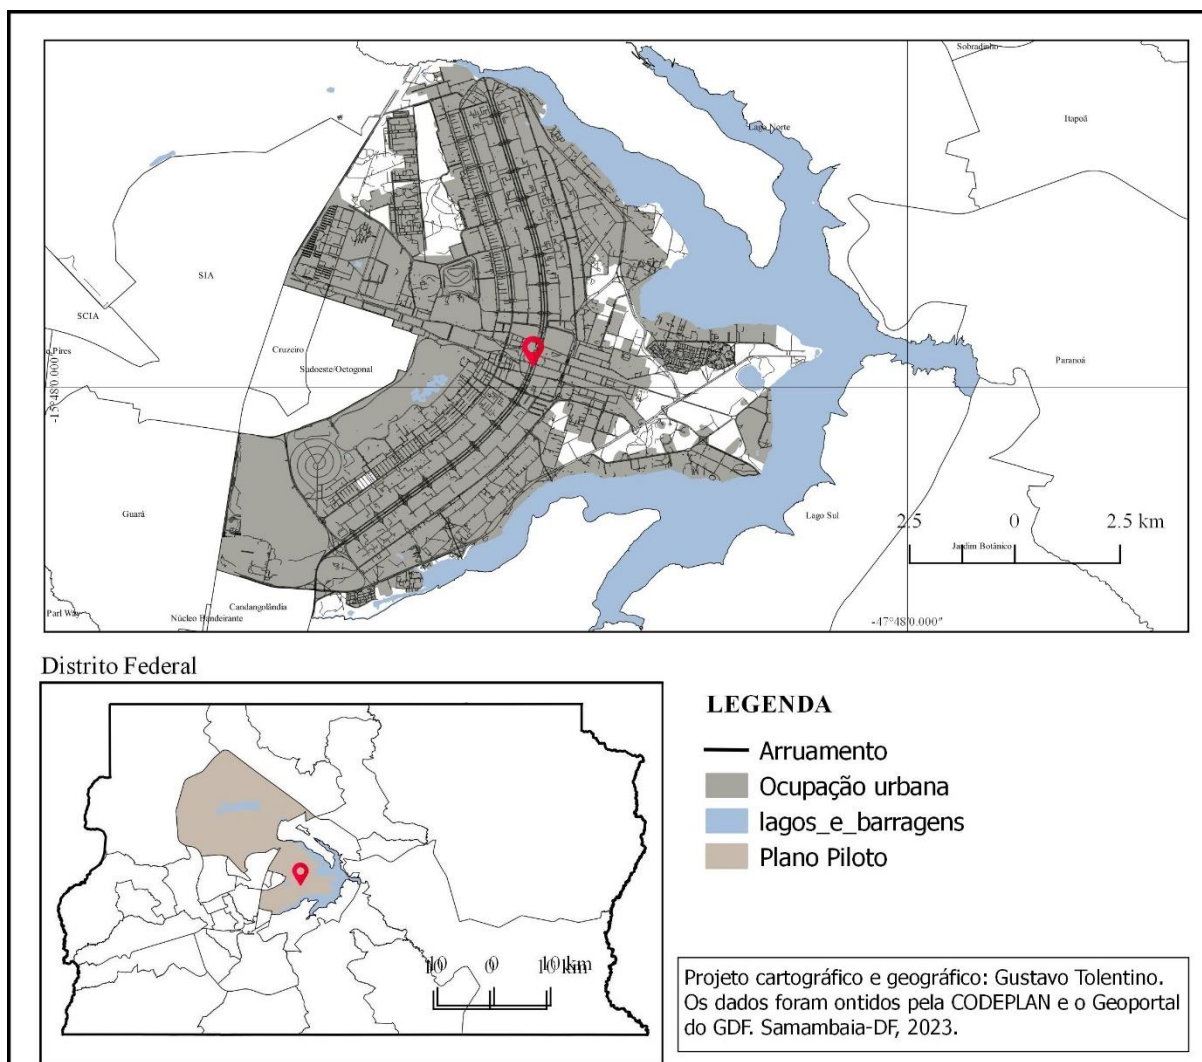 Sobradinho
Itapoã
Lago Norte
SIA
SCIA
Cruzeiro
Sudoeste/Octogonal
Pires
Paranoá
-15°48'0.000"
Guará
Lago Sul
2.5 0 2.5 km
Jardim Botânico
Candangolândia
Parl Way
Núcleo Bandeirante
-47°48'0.000"
Distrito Federal
LEGENDA
Arruamento
Ocupação urbana
lagos_e_barragens
Plano Piloto
10 0 10 km
Projeto cartográfico e geográfico: Gustavo Tolentino.
Os dados foram ontidos pela CODEPLAN e o Geoportal
do GDF. Samambaia-DF, 2023.